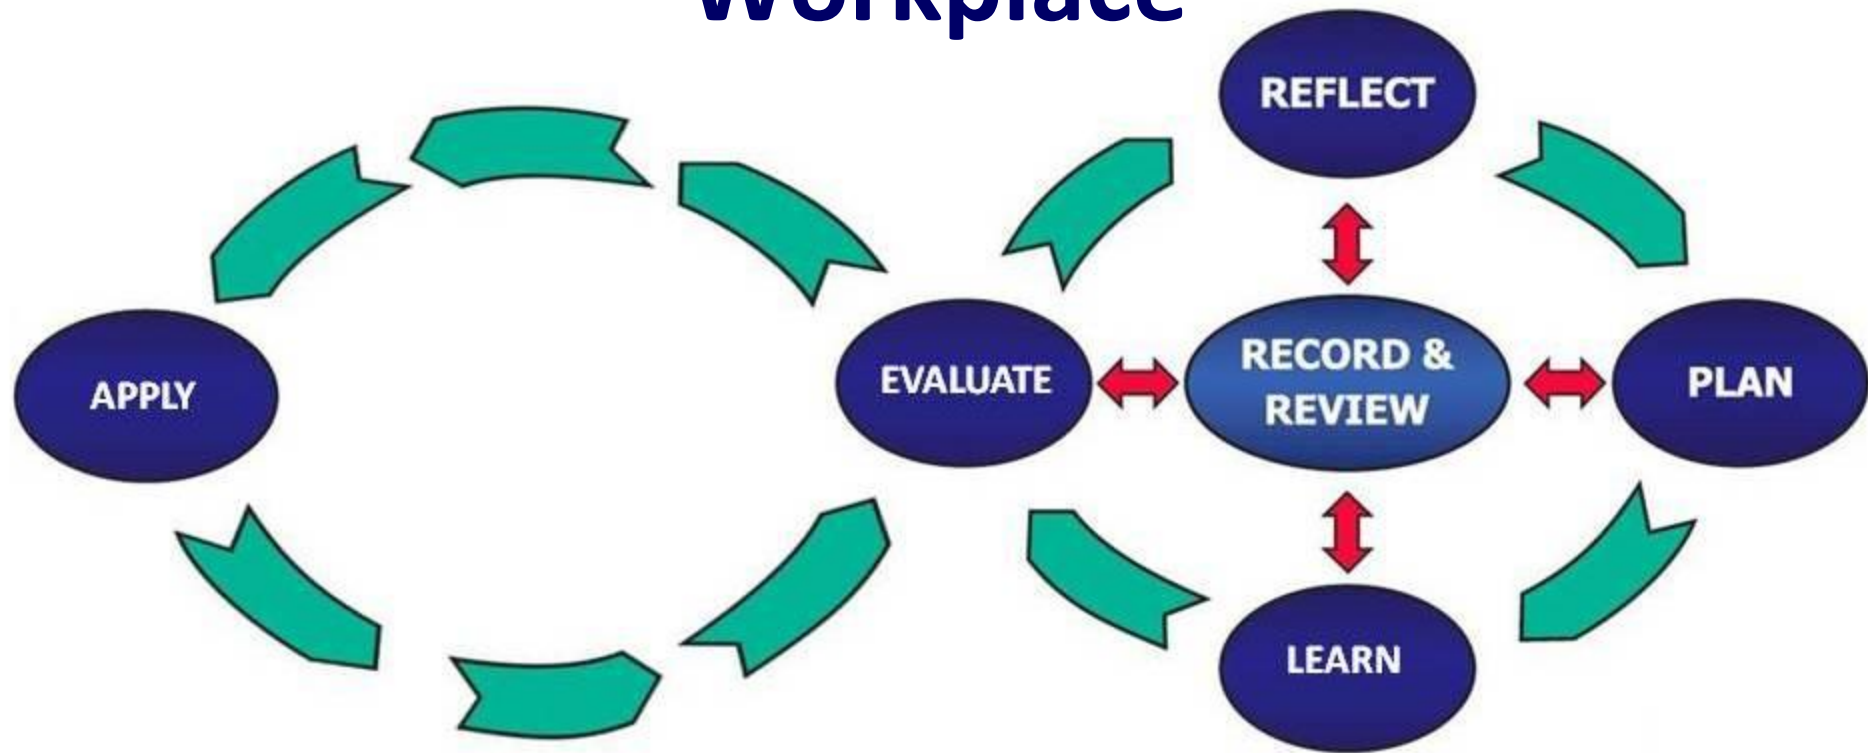 Workplace
REFLECT
APPLY
EVALUATE
RECORD &
REVIEW
PLAN
LEARN